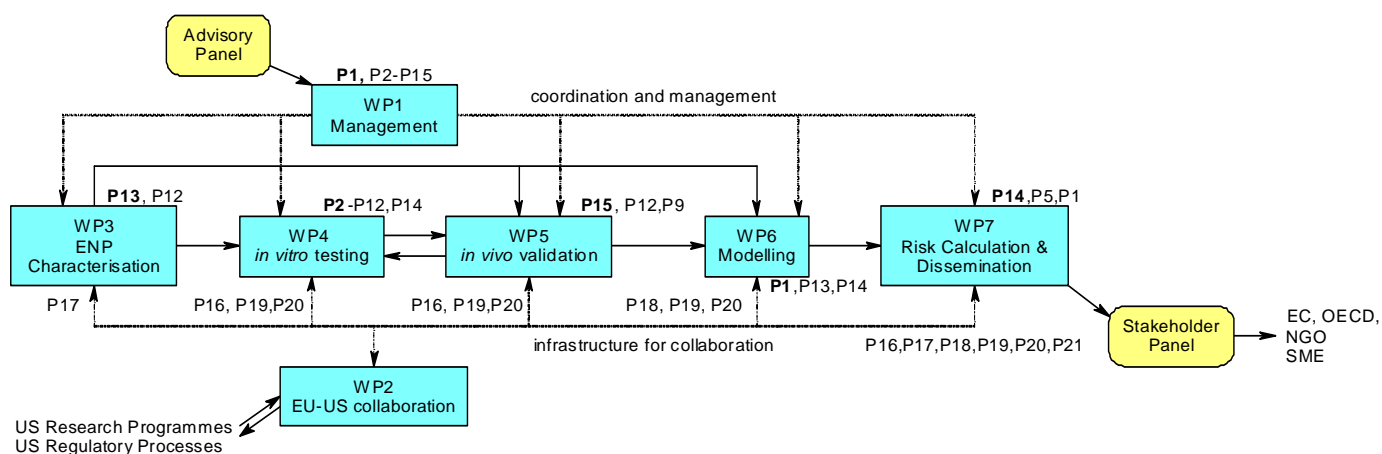 Advisory
Panel
P1, P2-P15
WP1
Management
coordination and management
P13, P12
WP3
ENP
Characterisation
P2-P12,P14
WP4
in vitro testing
P15, P12,P9
WP5
in vivo validation
WP6
Modelling
P1,P13,P14
P14,P5,P1
WP7
Risk Calculation &
Dissemination
P17
P16, P19,P20
P16, P19,P20
P18, P19, P20
infrastructure for collaboration
P16,P17,P18,P19,P20,P21
Stakeholder
Panel
EC, OECD,
NGO
SME
WP2
EU-US collaboration
US Research Programmes
US Regulatory Processes